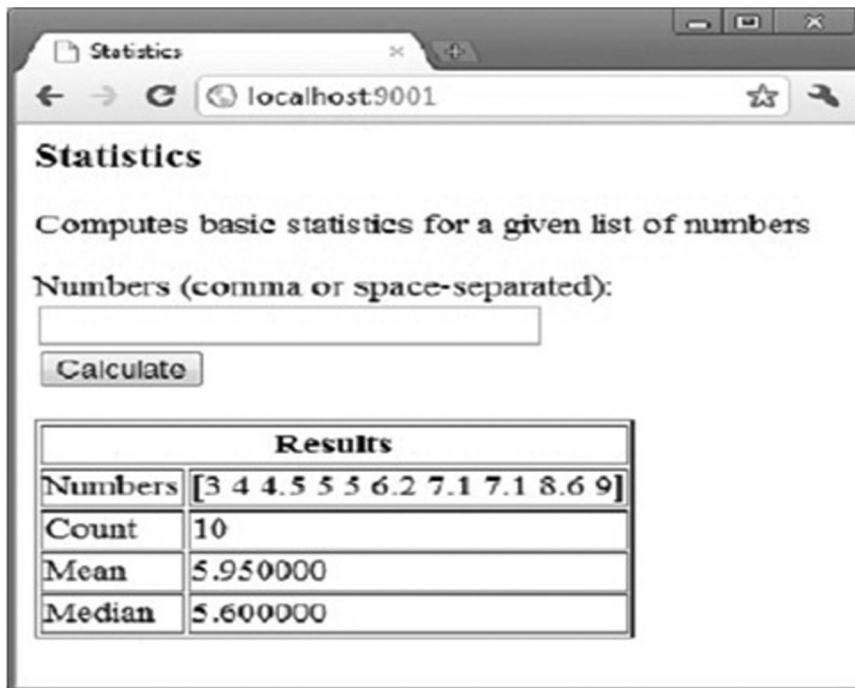 Statistics
localhost:9001
Statistics
Computes basic statistics for a given list of numbers
Numbers (comma or space-separated):
Calculate
Results
Numbers [3 4 4.5 5 5 6.2 7.1 7.1 8.6 9]
Count 10
Mean 5.950000
Median 5.600000